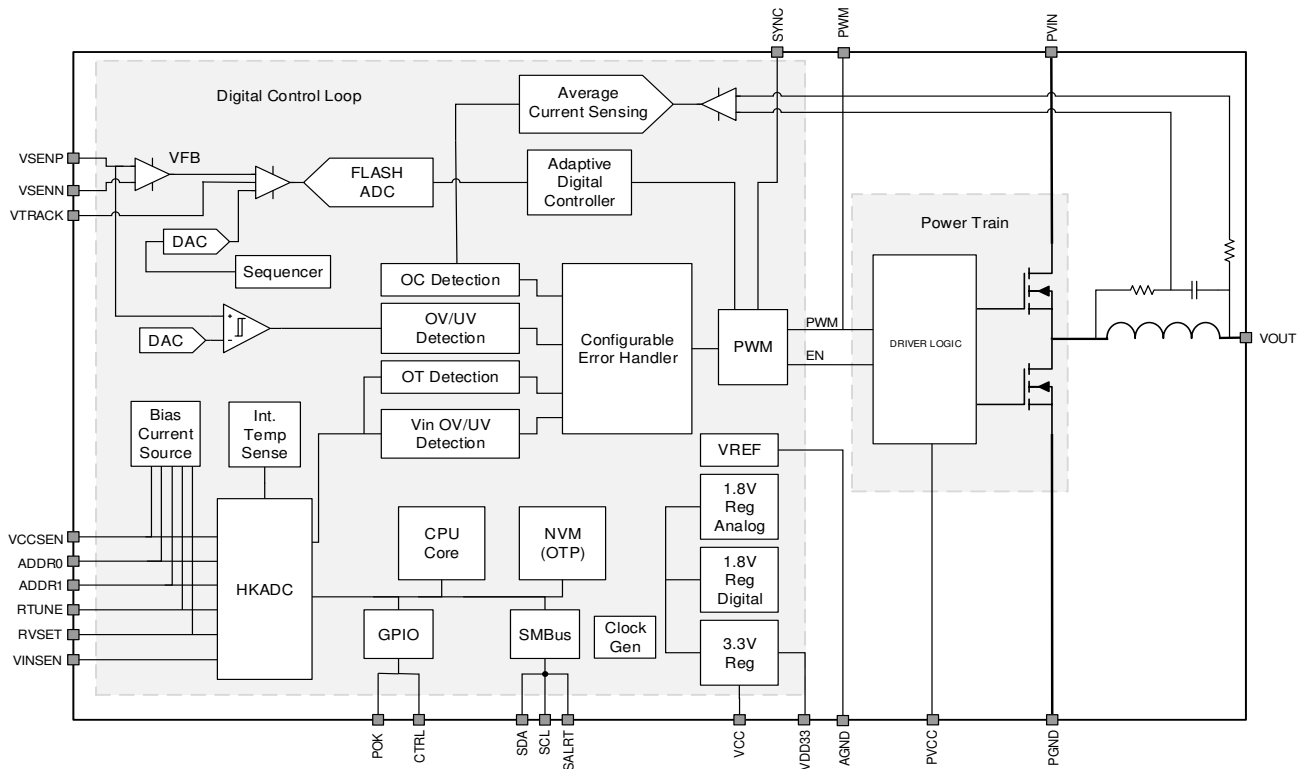 SYNC
PWM
PVIN
Digital Control Loop
Average
Current Sensing
VSENP
VSENN
VTRACK
VFB
FLASH
ADC
Adaptive
Digital
Controller
DAC
Sequencer
Power Train
OC Detection
OV/UV
Detection
OT Detection
Vin OV/UV
Detection
DAC
+
-
Configurable
Error Handler
PWM
PWM
EN
DRIVER LOGIC
VOUT
Bias
Current
Source
Int.
Temp
Sense
VREF
1.8V
Reg
Analog
1.8V
Reg
Digital
3.3V
Reg
VCCSEN
ADDR0
ADDR1
RTUNE
RVSET
VINSEN
HKADC
CPU
Core
NVM
(OTP)
GPIO
SMBus
Clock
Gen
POK
CTRL
SDA
SCL
SALRT
VCC
VDD33
AGND
PVCC
PGND